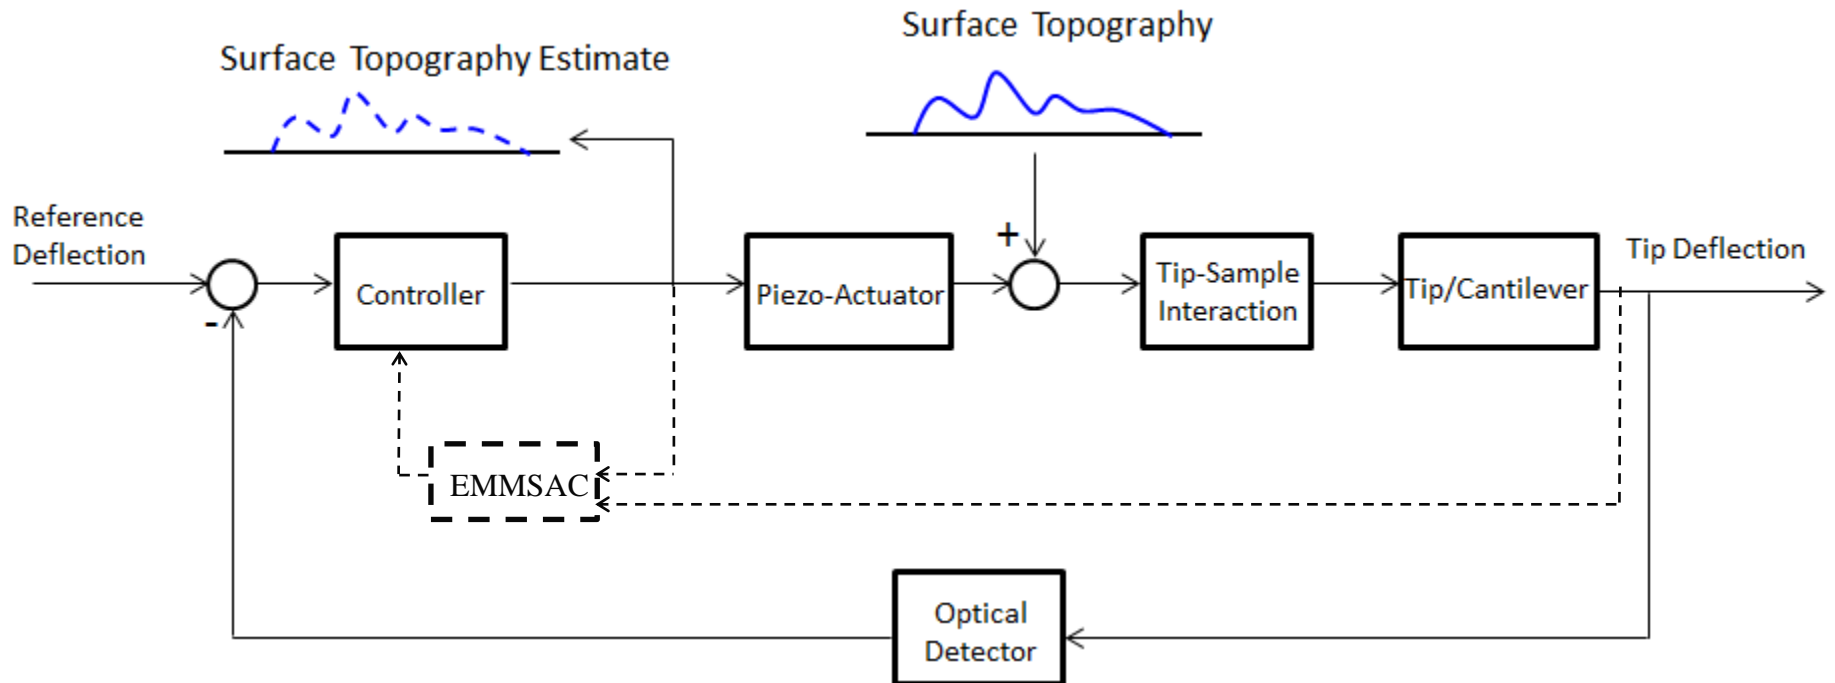 Surface Topography
Surface Topography Estimate
Reference
Deflection
+
Tip Deflection
Controller
Piezo-Actuator
Tip-Sample
Interaction
Tip/Cantilever
-
EMMSAC
Optical
Detector